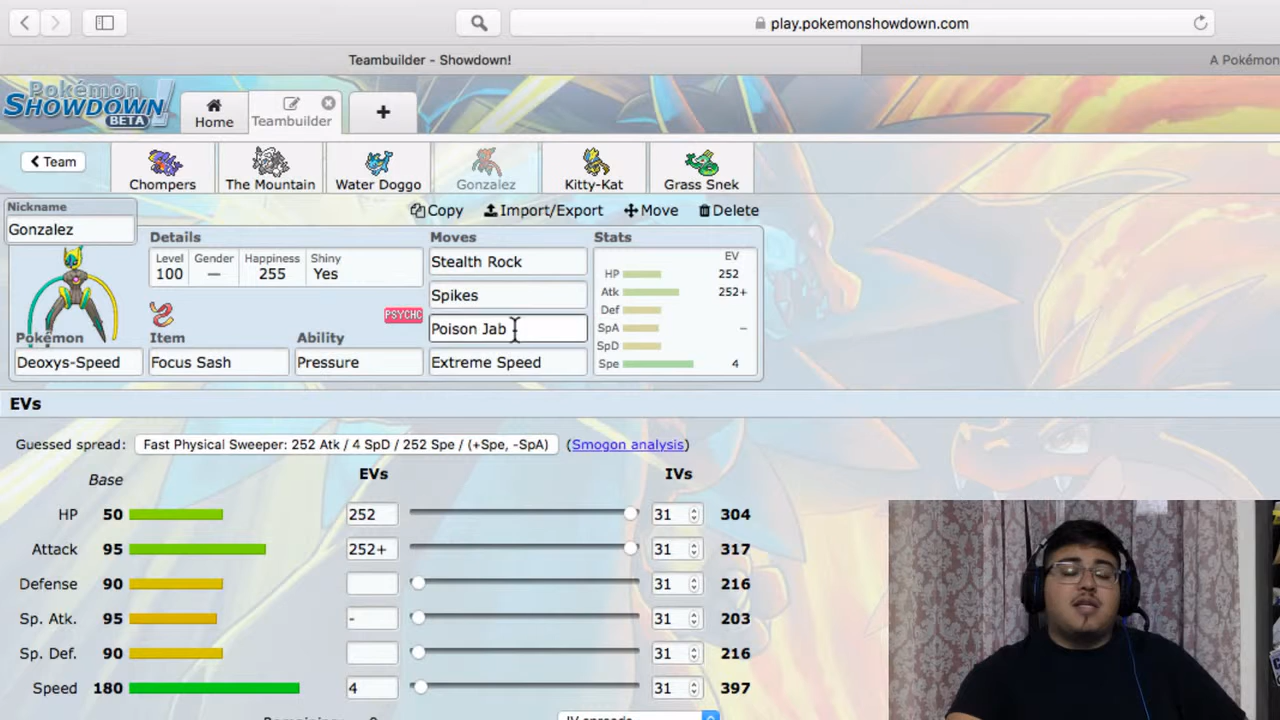 play.pokemonshowdown.com
Teambuilder - Showdown!
A Pokémon
Pokémon
SHOWDOWN!
BETA
Home
Teambuilder
+
< Team
Chompers
The Mountain
Water Doggo
Gonzalez
Kitty-Kat
Grass Snek
Copy
Import/Export
Move
Delete
Nickname
Gonzalez
Details
Level
Gender
Happiness
Shiny
100
—
255
Yes
PSYCHC
Pokémon
Item
Ability
Deoxys-Speed
Focus Sash
Pressure
Moves
Stealth Rock
Spikes
Poison Jab
Extreme Speed
Stats
EV
HP 252
Atk 252+
Def
SpA –
SpD
Spe 4
EVs
Guessed spread: Fast Physical Sweeper: 252 Atk / 4 SpD / 252 Spe / (+Spe, -SpA) (Smogon analysis)
Base EVs IVs
HP 50 252 31 304
Attack 95 252+ 31 317
Defense 90 31 216
Sp. Atk. 95 - 31 203
Sp. Def. 90 31 216
Speed 180 4 31 397